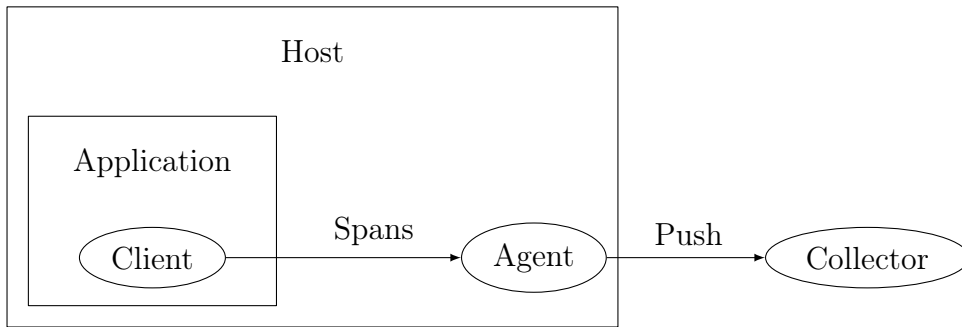 Host
Application
Spans
Push
Client
Agent
Collector